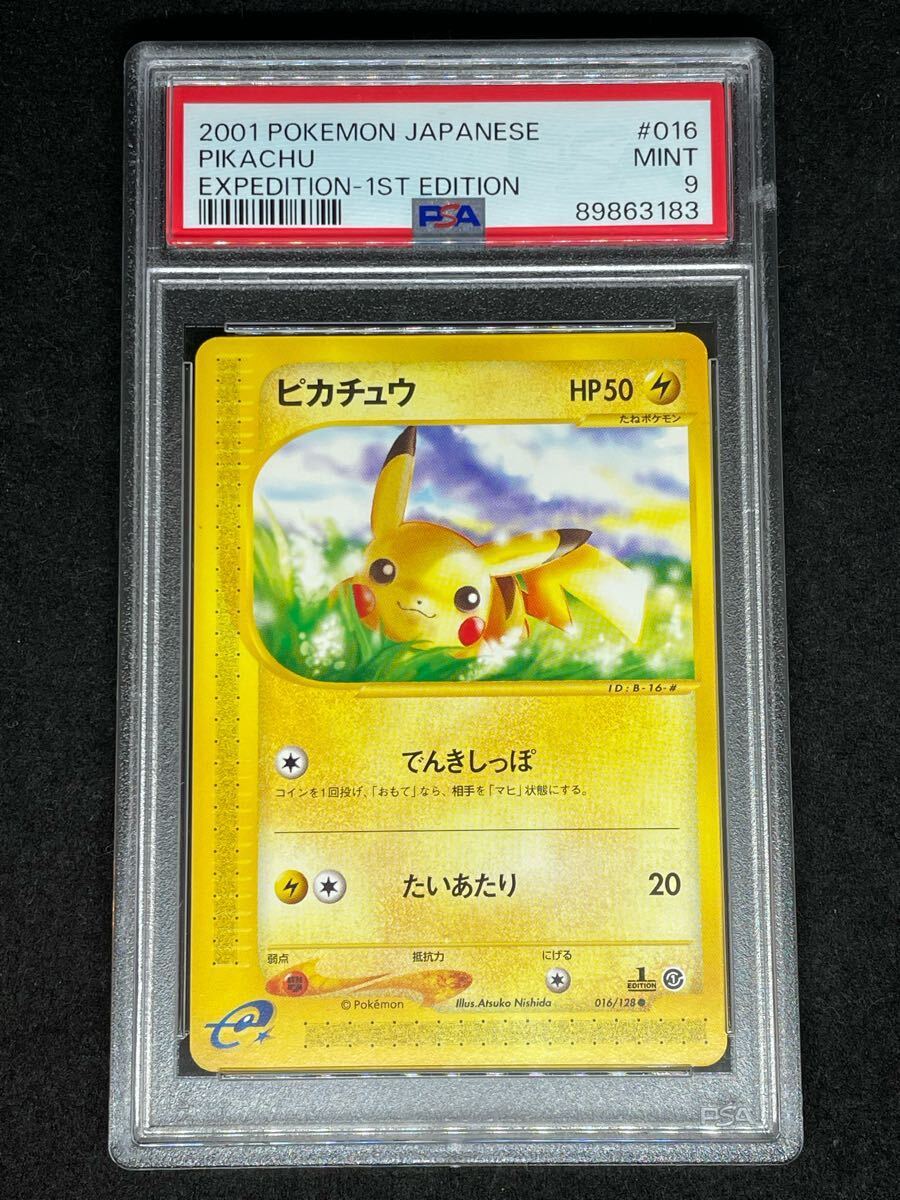 2001 POKEMON JAPANESE #016
PIKACHU MINT
EXPEDITION-1ST EDITION 9
PSA 89863183
ピカチュウ HP50
たねポケモン
ID:B-16-#
でんきしっぽ
コインを1回投げ、「おもて」なら、相手を「マヒ」状態にする。
たいあたり 20
弱点 抵抗力 にげる
1
EDITION
© Pokémon Illus.Atsuko Nishida 016/128
e
PSA